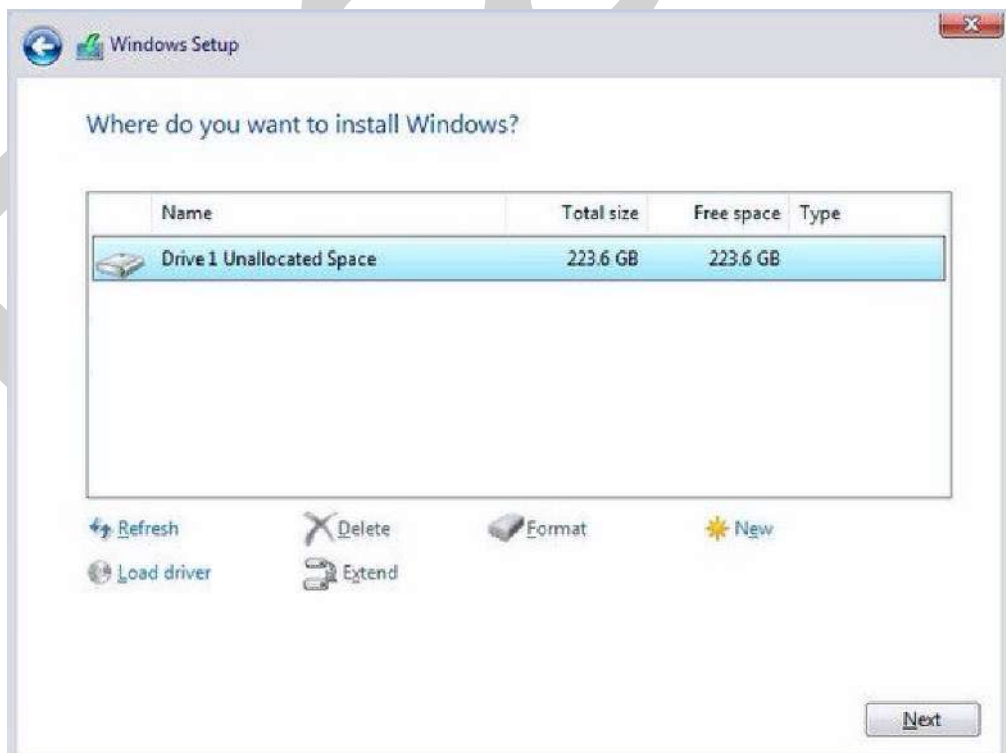 Windows Setup
Where do you want to install Windows?
Name Total size Free space Type
Drive 1 Unallocated Space 223.6 GB 223.6 GB
Refresh Delete Format New
Load driver Extend
Next